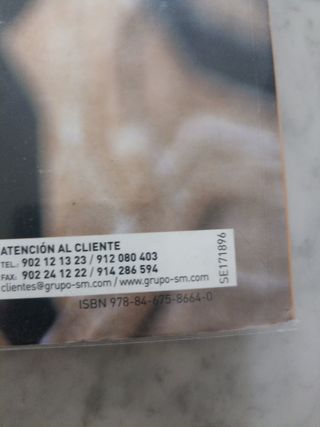 ATENCIÓN AL CLIENTE
TEL.: 902 12 13 23 / 912 080 403
FAX: 902 24 12 22 / 914 286 594
clientes@grupo-sm.com / www.grupo-sm.com
SE171896
ISBN 978-84-675-8664-0